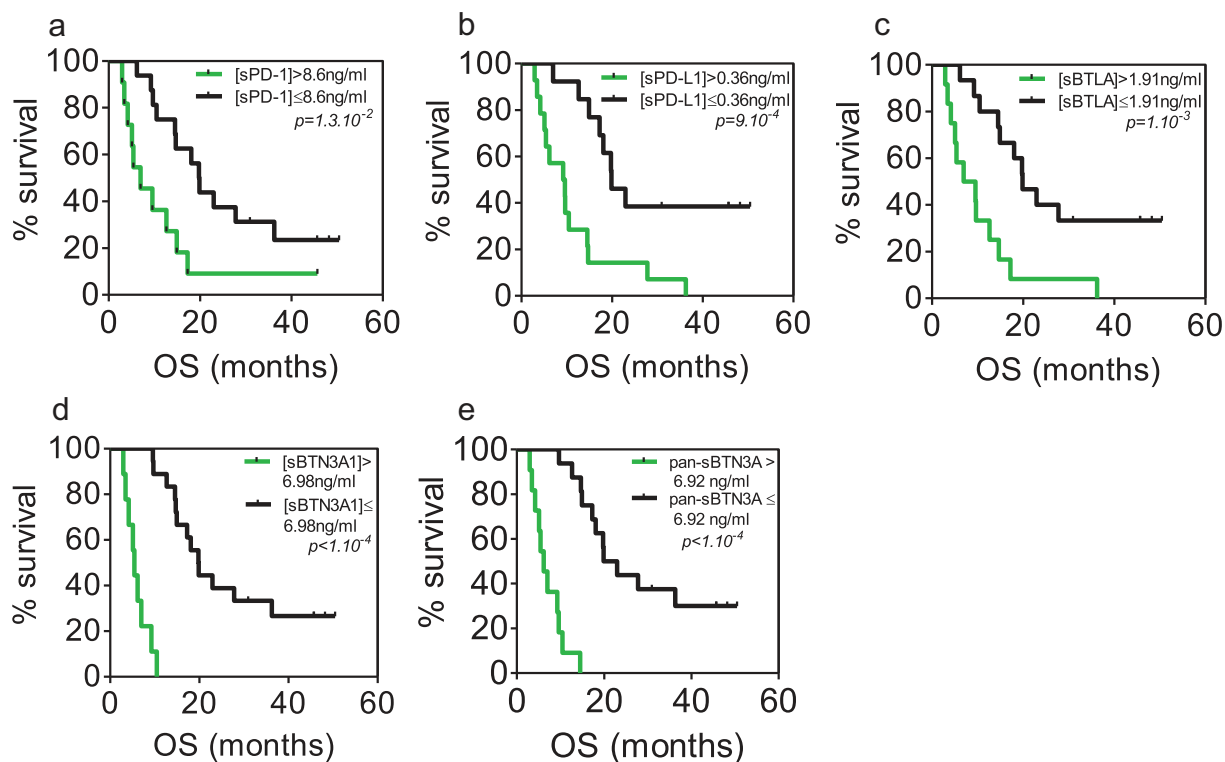 a
100
80
60
40
20
0
% survival
[sPD-1]>8.6ng/ml
[sPD-1]≤8.6ng/ml
p=1.3.10-2
0 20 40 60
OS (months)
b
100
80
60
40
20
0
% survival
[sPD-L1]>0.36ng/ml
[sPD-L1]≤0.36ng/ml
p=9.10-4
0 20 40 60
OS (months)
c
100
80
60
40
20
0
% survival
[sBTLA]>1.91ng/ml
[sBTLA]≤1.91ng/ml
p=1.10-3
0 20 40 60
OS (months)
d
100
80
60
40
20
0
% survival
[sBTN3A1]>
6.98ng/ml
[sBTN3A1]≤
6.98ng/ml
p<1.10-4
0 20 40 60
OS (months)
e
100
80
60
40
20
0
% survival
pan-sBTN3A >
6.92 ng/ml
pan-sBTN3A ≤
6.92 ng/ml
p<1.10-4
0 20 40 60
OS (months)